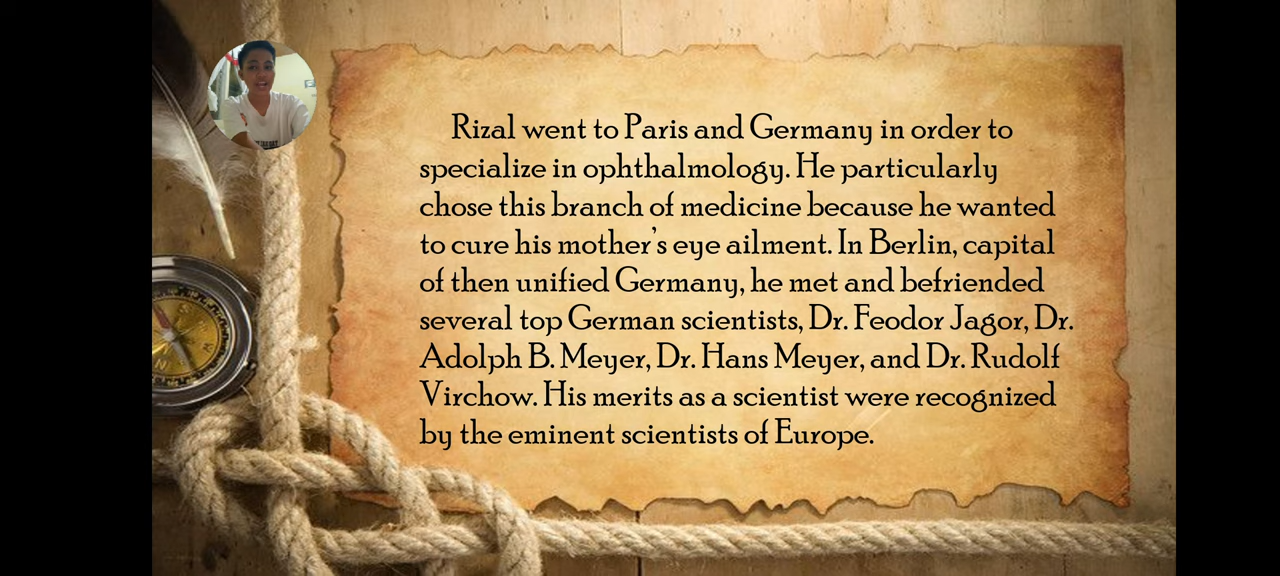 Rizal went to Paris and Germany in order to
specialize in ophthalmology. He particularly
chose this branch of medicine because he wanted
to cure his mother's eye ailment. In Berlin, capital
of then unified Germany, he met and befriended
several top German scientists, Dr. Feodor Jagor, Dr.
Adolph B. Meyer, Dr. Hans Meyer, and Dr. Rudolf
Virchow. His merits as a scientist were recognized
by the eminent scientists of Europe.